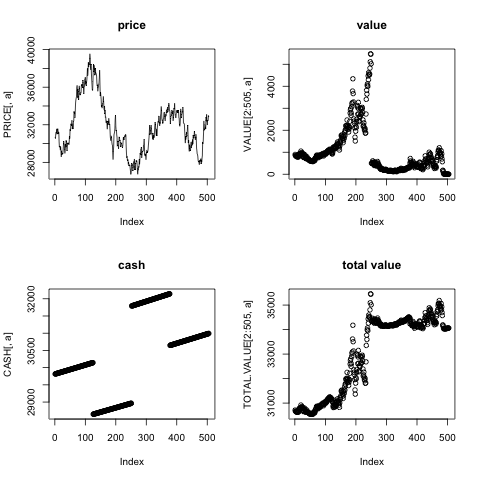 price
PRICE[, a]
28000 32000 36000 40000
0 100 200 300 400 500
Index
value
VALUE[2:505, a]
0 2000 4000
0 100 200 300 400 500
Index
cash
CASH[, a]
29000 30500 32000
0 100 200 300 400 500
Index
total value
TOTAL.VALUE[2:505, a]
31000 33000 35000
0 100 200 300 400 500
Index